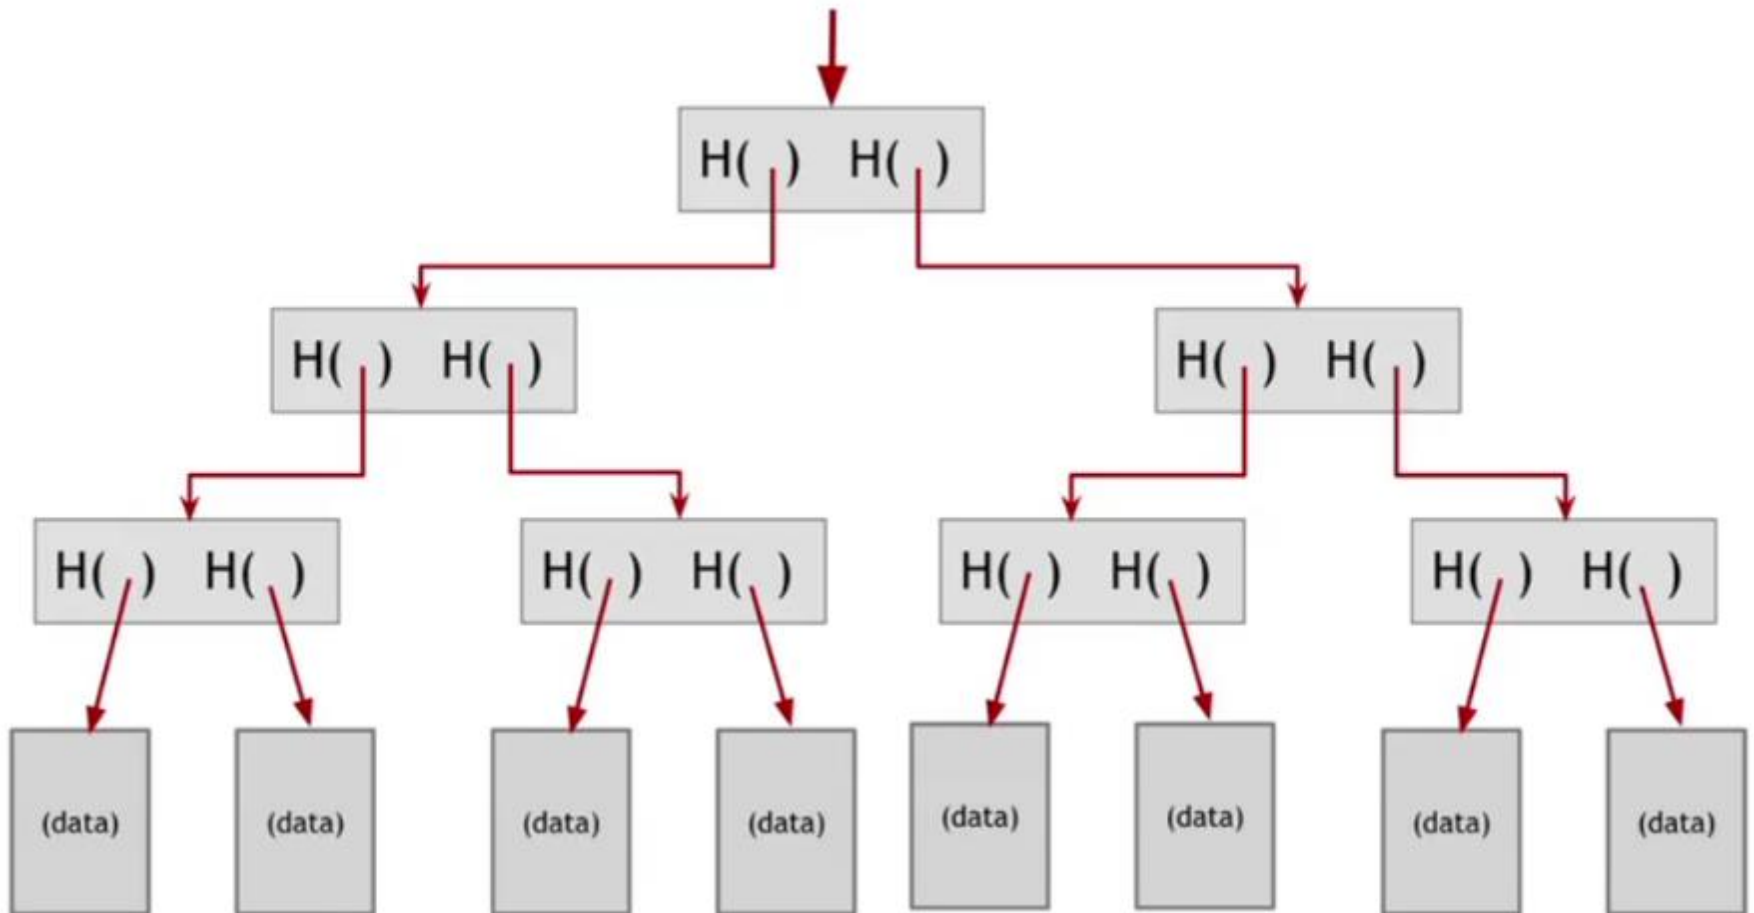 H( ) H( )
H( ) H( ) H( ) H( )
H( ) H( ) H( ) H( ) H( ) H( ) H( ) H( )
(data) (data) (data) (data) (data) (data) (data) (data)